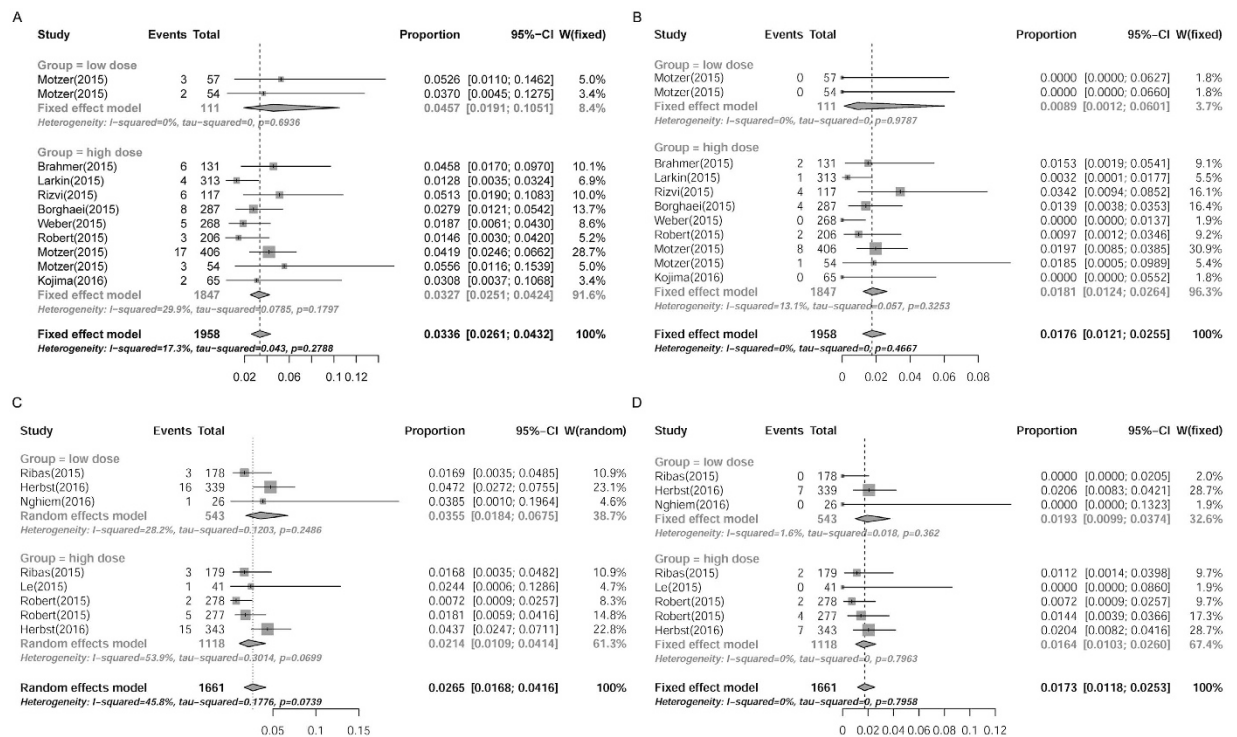 A
Study Events Total Proportion 95%−CI W(fixed)
Group = low dose
Motzer(2015) 3 57 0.0526 [0.0110; 0.1462] 5.0%
Motzer(2015) 2 54 0.0370 [0.0045; 0.1275] 3.4%
Fixed effect model 111 0.0457 [0.0191; 0.1051] 8.4%
Heterogeneity: I−squared=0%, tau−squared=0, p=0.6936
Group = high dose
Brahmer(2015) 6 131 0.0458 [0.0170; 0.0970] 10.1%
Larkin(2015) 4 313 0.0128 [0.0035; 0.0324] 6.9%
Rizvi(2015) 6 117 0.0513 [0.0190; 0.1083] 10.0%
Borghaei(2015) 8 287 0.0279 [0.0121; 0.0542] 13.7%
Weber(2015) 5 268 0.0187 [0.0061; 0.0430] 8.6%
Robert(2015) 3 206 0.0146 [0.0030; 0.0420] 5.2%
Motzer(2015) 17 406 0.0419 [0.0246; 0.0662] 28.7%
Motzer(2015) 3 54 0.0556 [0.0116; 0.1539] 5.0%
Kojima(2016) 2 65 0.0308 [0.0037; 0.1068] 3.4%
Fixed effect model 1847 0.0327 [0.0251; 0.0424] 91.6%
Heterogeneity: I−squared=29.9%, tau−squared=0.0785, p=0.1797
Fixed effect model 1958 0.0336 [0.0261; 0.0432] 100%
Heterogeneity: I−squared=17.3%, tau−squared=0.043, p=0.2788
0.02 0.06 0.1 0.12
B
Study Events Total Proportion 95%−CI W(fixed)
Group = low dose
Motzer(2015) 0 57 0.0000 [0.0000; 0.0627] 1.8%
Motzer(2015) 0 54 0.0000 [0.0000; 0.0660] 1.8%
Fixed effect model 111 0.0089 [0.0012; 0.0601] 3.7%
Heterogeneity: I−squared=0%, tau−squared=0, p=0.9787
Group = high dose
Brahmer(2015) 2 131 0.0153 [0.0019; 0.0541] 9.1%
Larkin(2015) 1 313 0.0032 [0.0001; 0.0177] 5.5%
Rizvi(2015) 4 117 0.0342 [0.0094; 0.0852] 16.1%
Borghaei(2015) 4 287 0.0139 [0.0038; 0.0353] 16.4%
Weber(2015) 0 268 0.0000 [0.0000; 0.0137] 1.9%
Robert(2015) 2 206 0.0097 [0.0012; 0.0346] 9.2%
Motzer(2015) 8 406 0.0197 [0.0085; 0.0385] 30.9%
Motzer(2015) 1 54 0.0185 [0.0005; 0.0989] 5.4%
Kojima(2016) 0 65 0.0000 [0.0000; 0.0552] 1.8%
Fixed effect model 1847 0.0181 [0.0124; 0.0264] 96.3%
Heterogeneity: I−squared=13.1%, tau−squared=0.057, p=0.3253
Fixed effect model 1958 0.0176 [0.0121; 0.0255] 100%
Heterogeneity: I−squared=0%, tau−squared=0, p=0.4667
0 0.02 0.04 0.06 0.08
C
Study Events Total Proportion 95%−CI W(random)
Group = low dose
Ribas(2015) 3 178 0.0169 [0.0035; 0.0485] 10.9%
Herbst(2016) 16 339 0.0472 [0.0272; 0.0755] 23.1%
Nghiem(2016) 1 26 0.0385 [0.0010; 0.1964] 4.6%
Random effects model 543 0.0355 [0.0184; 0.0675] 38.7%
Heterogeneity: I−squared=28.2%, tau−squared=0.1203, p=0.2486
Group = high dose
Ribas(2015) 3 179 0.0168 [0.0035; 0.0482] 10.9%
Le(2015) 1 41 0.0244 [0.0006; 0.1286] 4.7%
Robert(2015) 2 278 0.0072 [0.0009; 0.0257] 8.3%
Robert(2015) 5 277 0.0181 [0.0059; 0.0416] 14.8%
Herbst(2016) 15 343 0.0437 [0.0247; 0.0711] 22.8%
Random effects model 1118 0.0214 [0.0109; 0.0414] 61.3%
Heterogeneity: I−squared=53.9%, tau−squared=0.3014, p=0.0699
Random effects model 1661 0.0265 [0.0168; 0.0416] 100%
Heterogeneity: I−squared=45.8%, tau−squared=0.1776, p=0.0739
0.05 0.1 0.15
D
Study Events Total Proportion 95%−CI W(fixed)
Group = low dose
Ribas(2015) 0 178 0.0000 [0.0000; 0.0205] 2.0%
Herbst(2016) 7 339 0.0206 [0.0083; 0.0421] 28.7%
Nghiem(2016) 0 26 0.0000 [0.0000; 0.1323] 1.9%
Fixed effect model 543 0.0193 [0.0099; 0.0374] 32.6%
Heterogeneity: I−squared=1.6%, tau−squared=0.018, p=0.362
Group = high dose
Ribas(2015) 2 179 0.0112 [0.0014; 0.0398] 9.7%
Le(2015) 0 41 0.0000 [0.0000; 0.0860] 1.9%
Robert(2015) 2 278 0.0072 [0.0009; 0.0257] 9.7%
Robert(2015) 4 277 0.0144 [0.0039; 0.0366] 17.3%
Herbst(2016) 7 343 0.0204 [0.0082; 0.0416] 28.7%
Fixed effect model 1118 0.0164 [0.0103; 0.0260] 67.4%
Heterogeneity: I−squared=0%, tau−squared=0, p=0.7963
Fixed effect model 1661 0.0173 [0.0118; 0.0253] 100%
Heterogeneity: I−squared=0%, tau−squared=0, p=0.7958
0 0.02 0.04 0.06 0.08 0.1 0.12